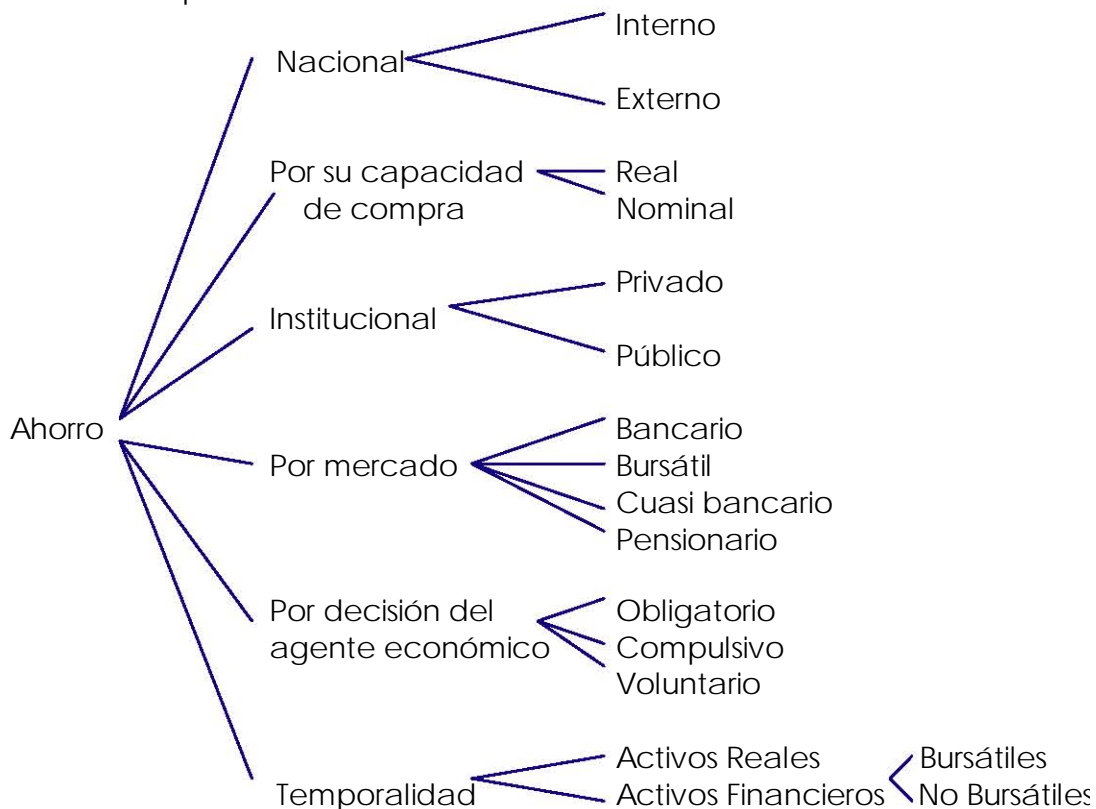 Interno
Nacional
Externo
Por su capacidad
de compra
Real
Nominal
Privado
Institucional
Público
Ahorro
Bancario
Por mercado
Bursátil
Cuasi bancario
Pensionario
Por decisión del
agente económico
Obligatorio
Compulsivo
Voluntario
Activos Reales
Bursátiles
Temporalidad
Activos Financieros
No Bursátiles